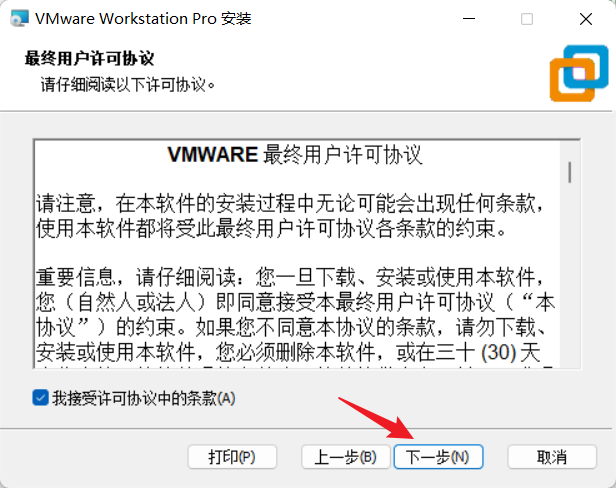 VMware Workstation Pro 安装
最终用户许可协议
请仔细阅读以下许可协议。
VMWARE 最终用户许可协议
请注意，在本软件的安装过程中无论可能会出现任何条款，
使用本软件都将受此最终用户许可协议各条款的约束。
重要信息，请仔细阅读：您一旦下载、安装或使用本软件，
您（自然人或法人）即同意接受本最终用户许可协议（“本
协议”）的约束。如果您不同意本协议的条款，请勿下载、
安装或使用本软件，您必须删除本软件，或在三十 (30) 天
我接受许可协议中的条款(A)
打印(P)
上一步(B)
下一步(N)
取消